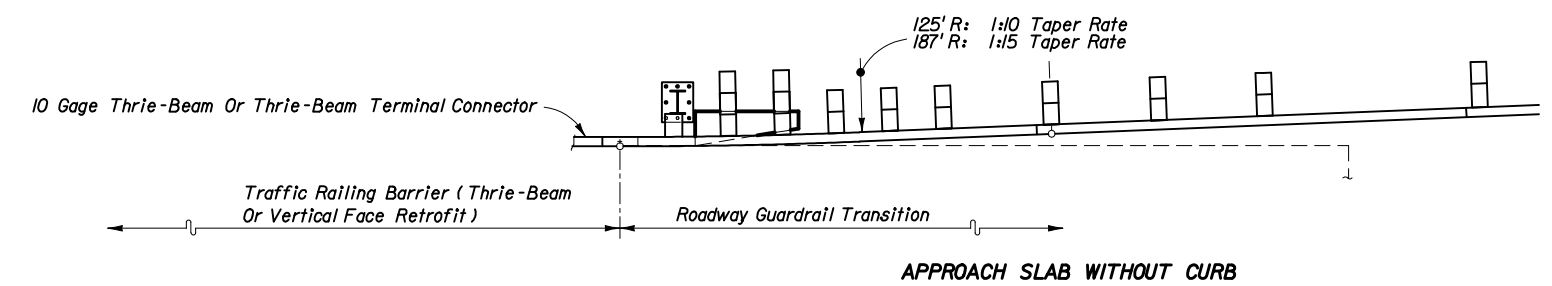 125' R: 1:10 Taper Rate
187' R: 1:15 Taper Rate
10 Gage Thrie-Beam Or Thrie-Beam Terminal Connector
Traffic Railing Barrier (Thrie-Beam
Or Vertical Face Retrofit)
Roadway Guardrail Transition
APPROACH SLAB WITHOUT CURB